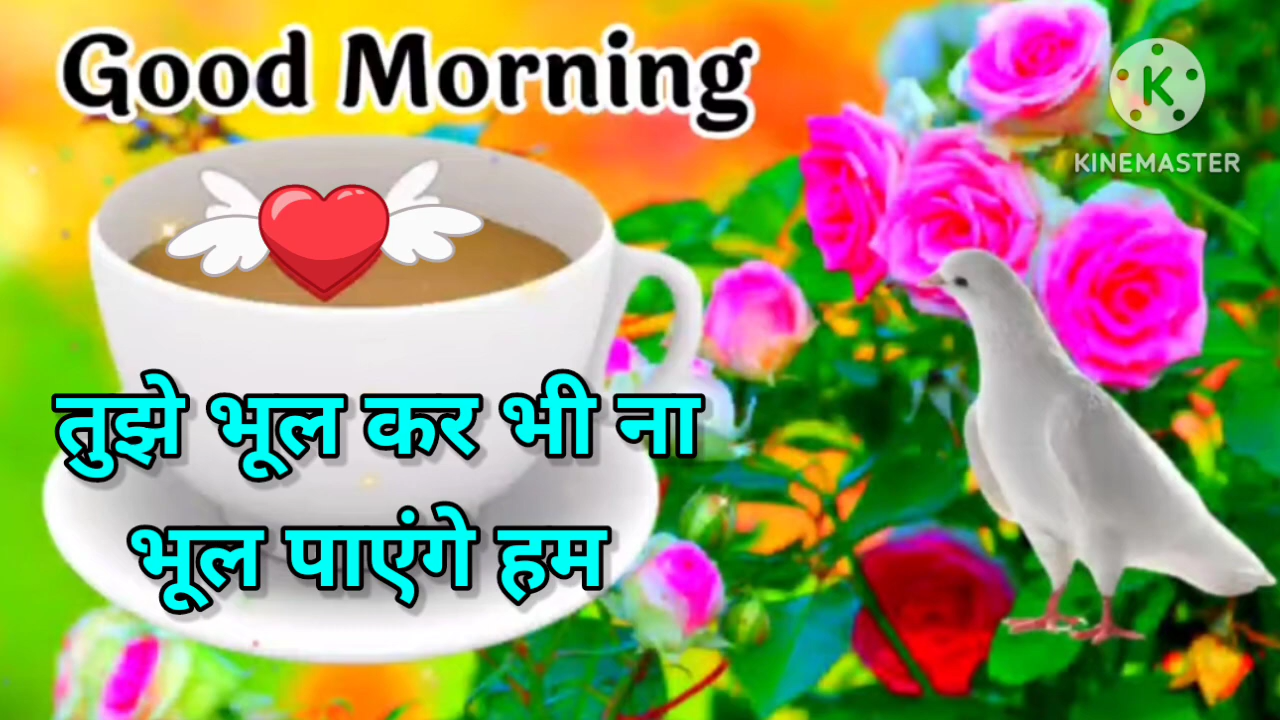 Good Morning
K
KINEMASTER
तुझे भूल कर भी ना
भूल पाएंगे हम